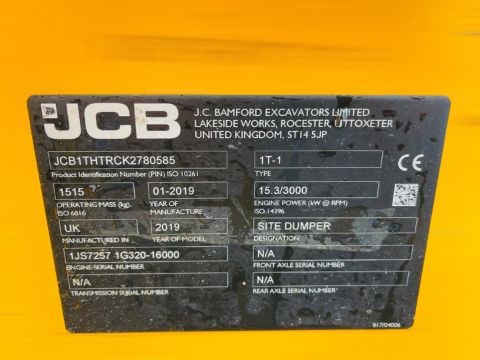 JCB
J.C. BAMFORD EXCAVATORS LIMITED
LAKESIDE WORKS, ROCESTER, UTTOXETER
UNITED KINGDOM, ST14 5JP
JCB1THTRCK2780585
Product Identification Number (PIN) ISO 10261
1T-1
TYPE
CE
1515
OPERATING MASS (kg).
ISO 6016
01-2019
YEAR OF
MANUFACTURE
15.3/3000
ENGINE POWER (kW @ RPM)
ISO 14396
UK
MANUFACTURED IN
2019
YEAR OF MODEL
SITE DUMPER
DESIGNATION
1JS7257 1G320-16000
ENGINE SERIAL NUMBER
N/A
FRONT AXLE SERIAL NUMBER
N/A
TRANSMISSION SERIAL NUMBER
N/A
REAR AXLE SERIAL NUMBER
817/04006